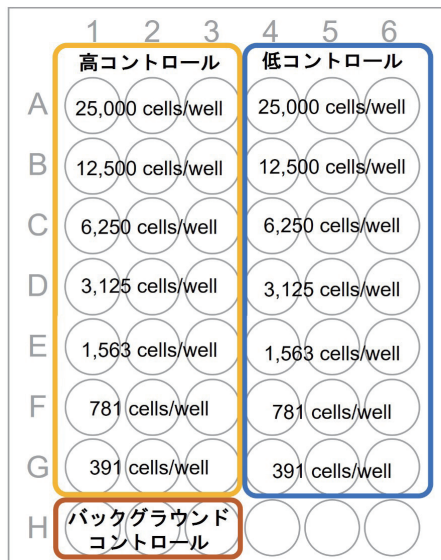 1 2 3 4 5 6
高コントロール 低コントロール
A 25,000 cells/well 25,000 cells/well
B 12,500 cells/well 12,500 cells/well
C 6,250 cells/well 6,250 cells/well
D 3,125 cells/well 3,125 cells/well
E 1,563 cells/well 1,563 cells/well
F 781 cells/well 781 cells/well
G 391 cells/well 391 cells/well
H バックグラウンド
コントロール